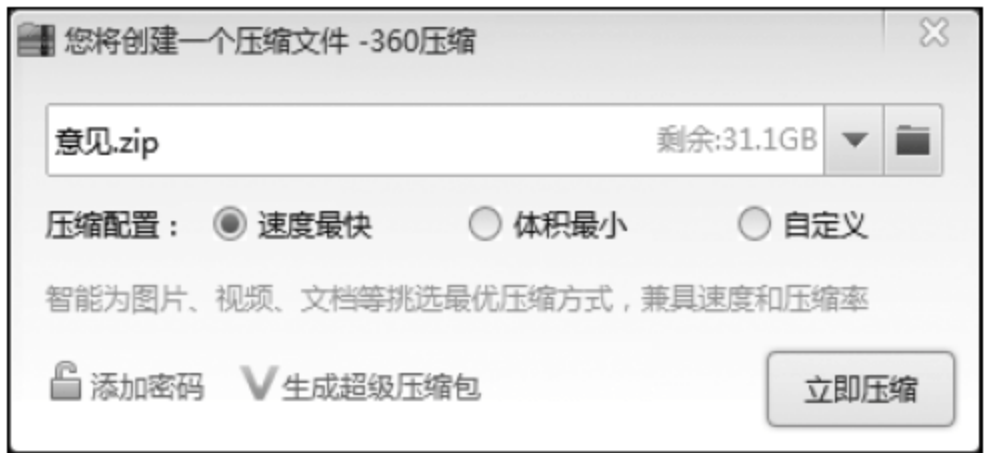 您将创建一个压缩文件 -360压缩
意见.zip 剩余:31.1GB
压缩配置： 速度最快 体积最小 自定义
智能为图片、视频、文档等挑选最优压缩方式，兼具速度和压缩率
添加密码 生成超级压缩包 立即压缩